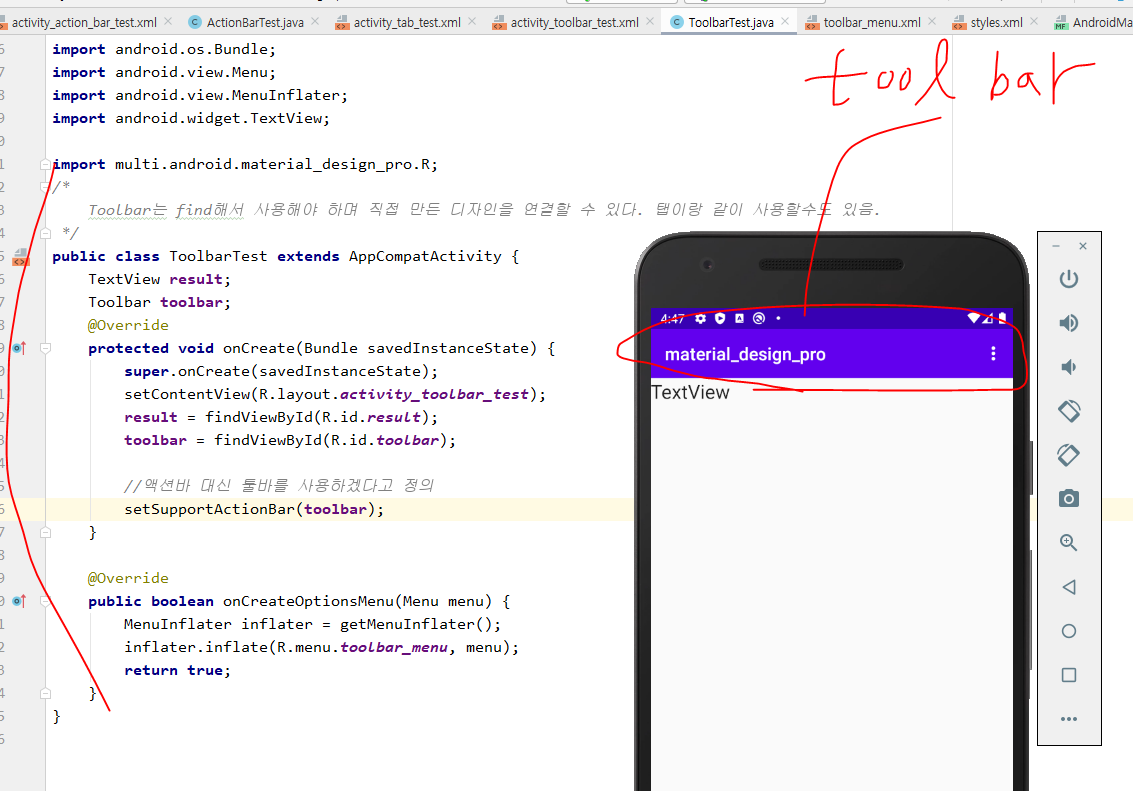 activity_action_bar_test.xml ActionBarTest.java activity_tab_test.xml activity_toolbar_test.xml ToolbarTest.java toolbar_menu.xml styles.xml AndroidMa
import android.os.Bundle;
import android.view.Menu;
import android.view.MenuInflater;
import android.widget.TextView;
tool bar
import multi.android.material_design_pro.R;
/*
Toolbar는 find해서 사용해야 하며 직접 만든 디자인을 연결할 수 있다. 탭이랑 같이 사용할수도 있음.
*/
public class ToolbarTest extends AppCompatActivity {
TextView result;
Toolbar toolbar;
@Override
protected void onCreate(Bundle savedInstanceState) {
super.onCreate(savedInstanceState);
setContentView(R.layout.activity_toolbar_test);
result = findViewById(R.id.result);
toolbar = findViewById(R.id.toolbar);
//액션바 대신 툴바를 사용하겠다고 정의
setSupportActionBar(toolbar);
}
@Override
public boolean onCreateOptionsMenu(Menu menu) {
MenuInflater inflater = getMenuInflater();
inflater.inflate(R.menu.toolbar_menu, menu);
return true;
}
}
4:47
material_design_pro
TextView